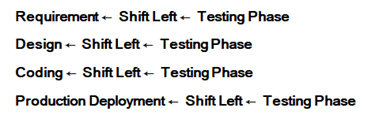 Requirement ← Shift Left ← Testing Phase
Design ← Shift Left ← Testing Phase
Coding ← Shift Left ← Testing Phase
Production Deployment ← Shift Left ← Testing Phase